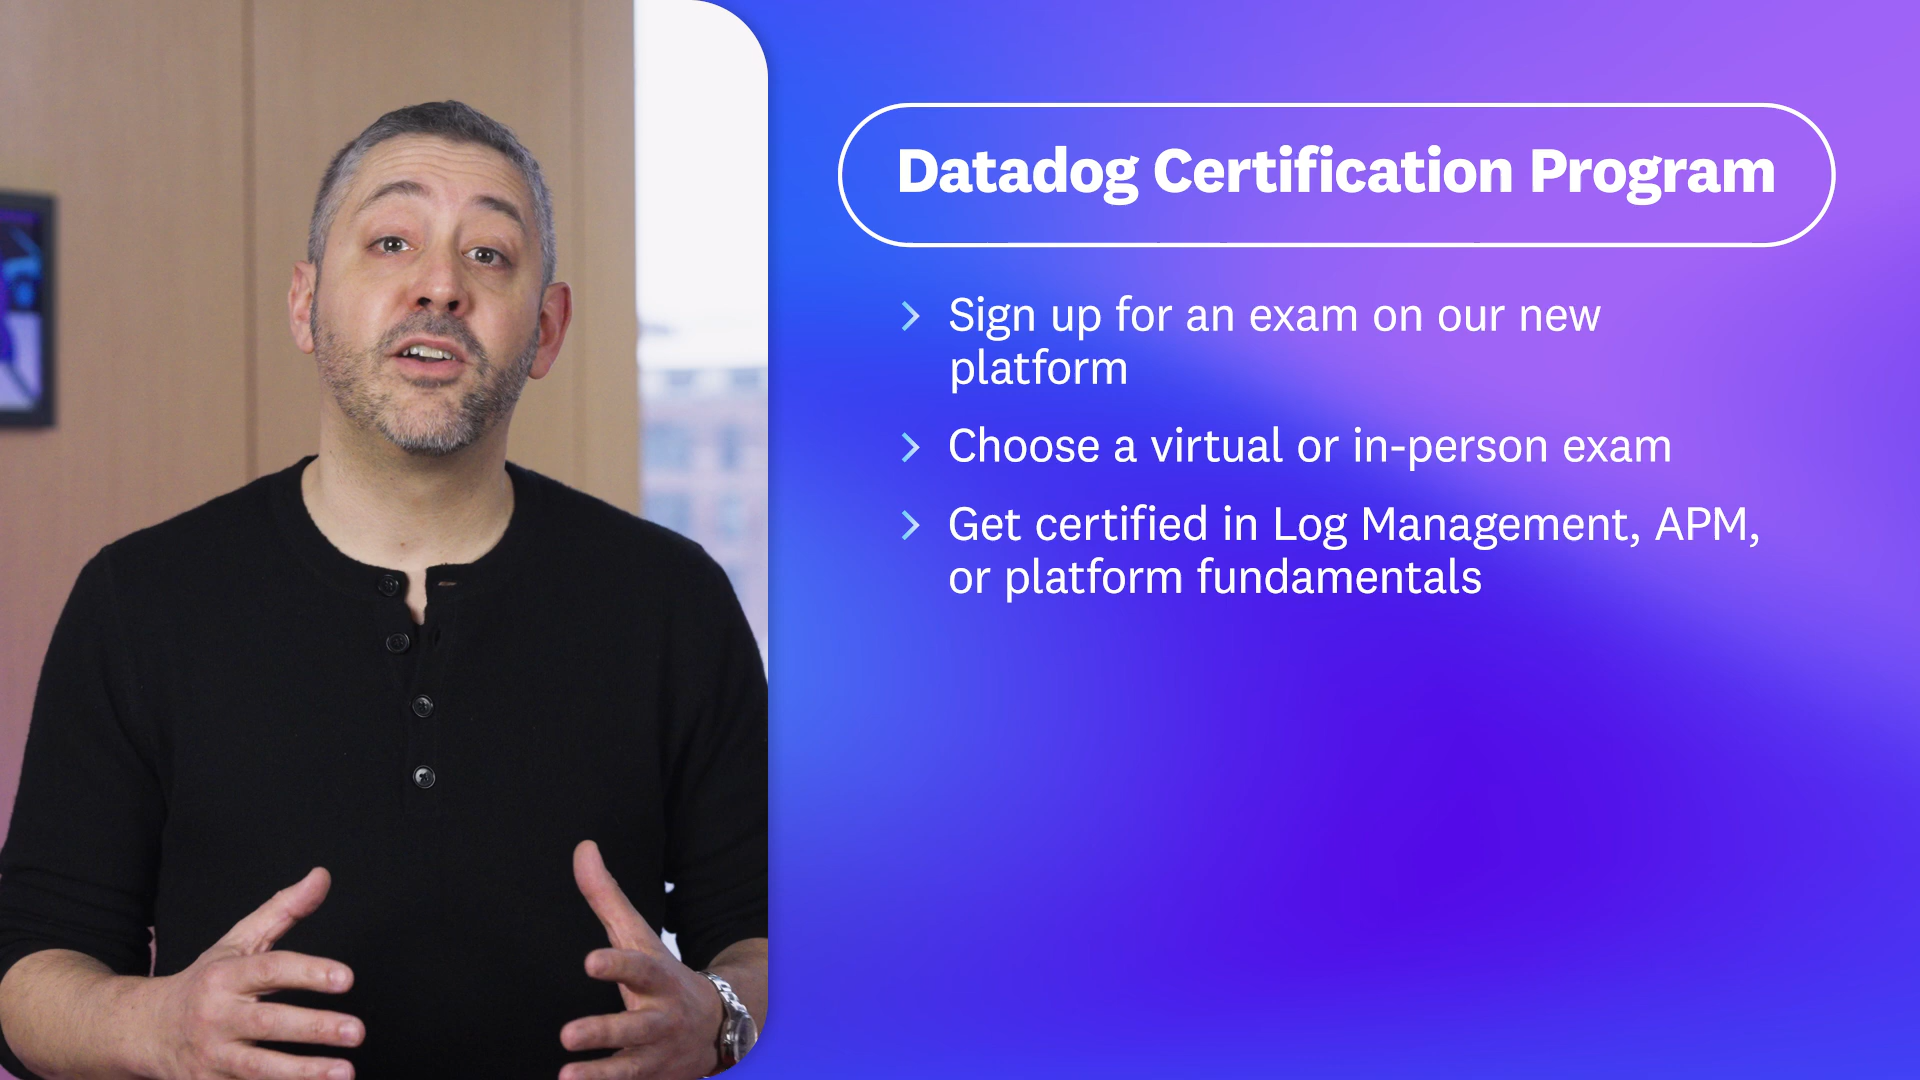 Datadog Certification Program
Sign up for an exam on our new
platform
Choose a virtual or in-person exam
Get certified in Log Management, APM,
or platform fundamentals